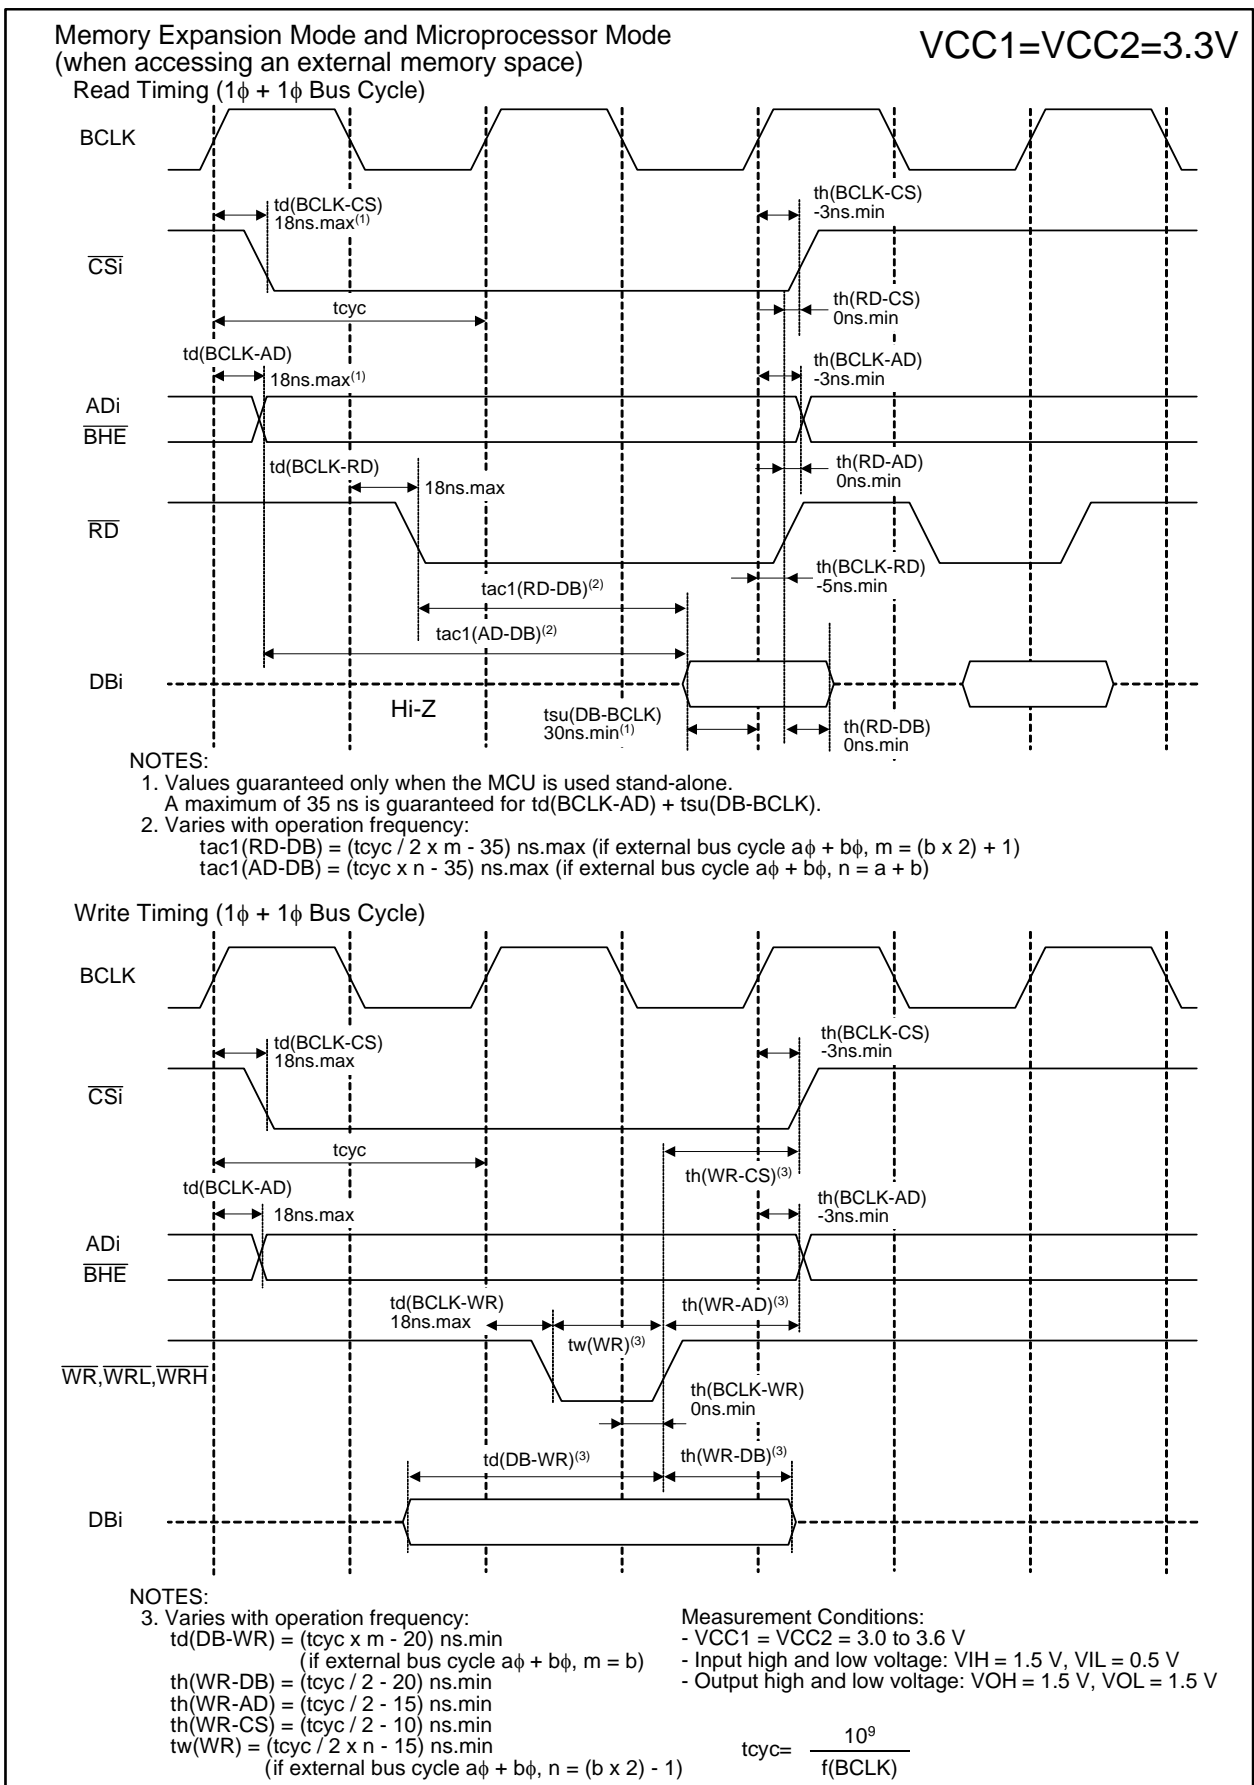 Memory Expansion Mode and Microprocessor Mode
(when accessing an external memory space)
VCC1=VCC2=3.3V
Read Timing (1ϕ + 1ϕ Bus Cycle)
BCLK
td(BCLK-CS)
18ns.max(1)
th(BCLK-CS)
-3ns.min
CSi
tcyc
th(RD-CS)
0ns.min
td(BCLK-AD)
18ns.max(1)
th(BCLK-AD)
-3ns.min
ADi
BHE
td(BCLK-RD)
18ns.max
th(RD-AD)
0ns.min
RD
th(BCLK-RD)
-5ns.min
tac1(RD-DB)(2)
tac1(AD-DB)(2)
DBi
Hi-Z
tsu(DB-BCLK)
30ns.min(1)
th(RD-DB)
0ns.min
NOTES:
1. Values guaranteed only when the MCU is used stand-alone.
A maximum of 35 ns is guaranteed for td(BCLK-AD) + tsu(DB-BCLK).
2. Varies with operation frequency:
tac1(RD-DB) = (tcyc / 2 x m - 35) ns.max (if external bus cycle aϕ + bϕ, m = (b x 2) + 1)
tac1(AD-DB) = (tcyc x n - 35) ns.max (if external bus cycle aϕ + bϕ, n = a + b)
Write Timing (1ϕ + 1ϕ Bus Cycle)
BCLK
td(BCLK-CS)
18ns.max
th(BCLK-CS)
-3ns.min
CSi
tcyc
th(WR-CS)(3)
td(BCLK-AD)
18ns.max
th(BCLK-AD)
-3ns.min
ADi
BHE
td(BCLK-WR)
18ns.max
tw(WR)(3)
th(WR-AD)(3)
WR,WRL,WRH
th(BCLK-WR)
0ns.min
td(DB-WR)(3)
th(WR-DB)(3)
DBi
NOTES:
3. Varies with operation frequency:
td(DB-WR) = (tcyc x m - 20) ns.min
(if external bus cycle aϕ + bϕ, m = b)
th(WR-DB) = (tcyc / 2 - 20) ns.min
th(WR-AD) = (tcyc / 2 - 15) ns.min
th(WR-CS) = (tcyc / 2 - 10) ns.min
tw(WR) = (tcyc / 2 x n - 15) ns.min
(if external bus cycle aϕ + bϕ, n = (b x 2) - 1)
Measurement Conditions:
- VCC1 = VCC2 = 3.0 to 3.6 V
- Input high and low voltage: VIH = 1.5 V, VIL = 0.5 V
- Output high and low voltage: VOH = 1.5 V, VOL = 1.5 V
tcyc= 10⁹
f(BCLK)